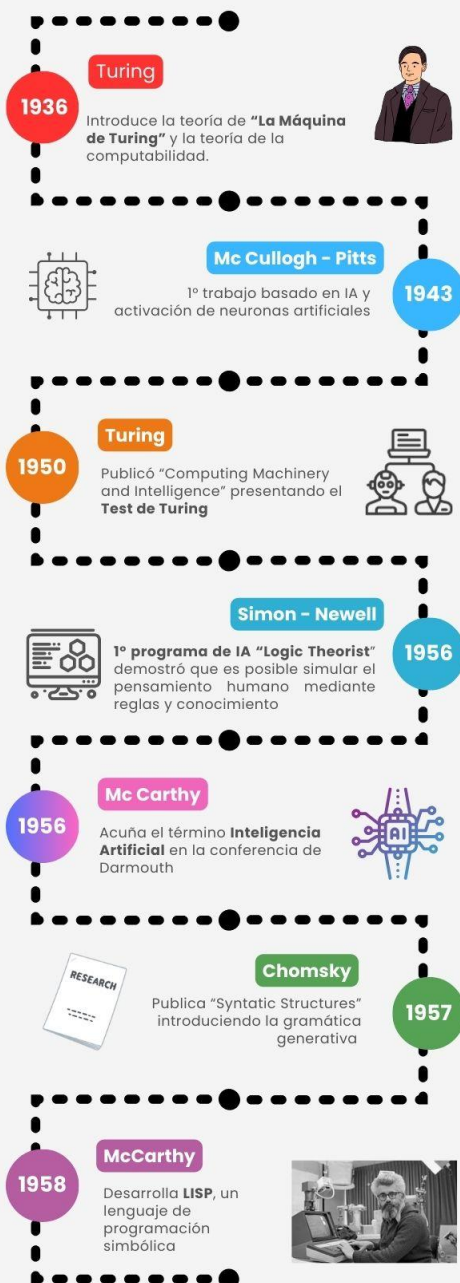 Turing
1936
Introduce la teoría de “La Máquina
de Turing” y la teoría de la
computabilidad.
Mc Cullogh - Pitts
1943
1º trabajo basado en IA y
activación de neuronas artificiales
Turing
1950
Publicó “Computing Machinery
and Intelligence” presentando el
Test de Turing
Simon - Newell
1956
1º programa de IA “Logic Theorist”
demostró que es posible simular el
pensamiento humano mediante
reglas y conocimiento
Mc Carthy
1956
Acuña el término Inteligencia
Artificial en la conferencia de
Darmouth
AI
Chomsky
1957
RESEARCH
Publica “Syntatic Structures”
introduciendo la gramática
generativa
McCarthy
1958
Desarrolla LISP, un
lenguaje de
programación
simbólica